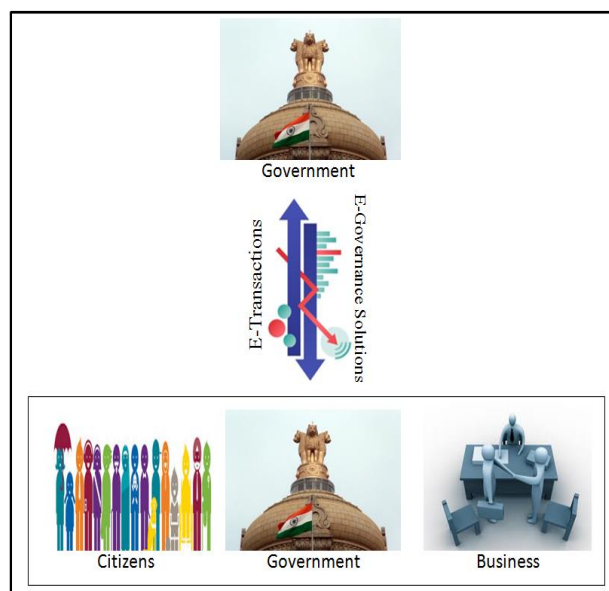 Government
E-Transactions
E-Governance Solutions
Citizens
Government
Business